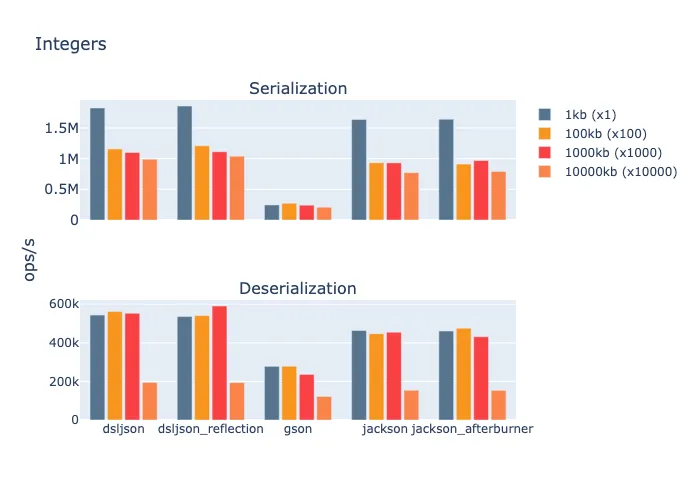 Integers
Serialization
1.5M
1M
0.5M
0
1kb (x1)
100kb (x100)
1000kb (x1000)
10000kb (x10000)
ops/s
Deserialization
600k
400k
200k
0
dsljson dsljson_reflection gson jackson jackson_afterburner